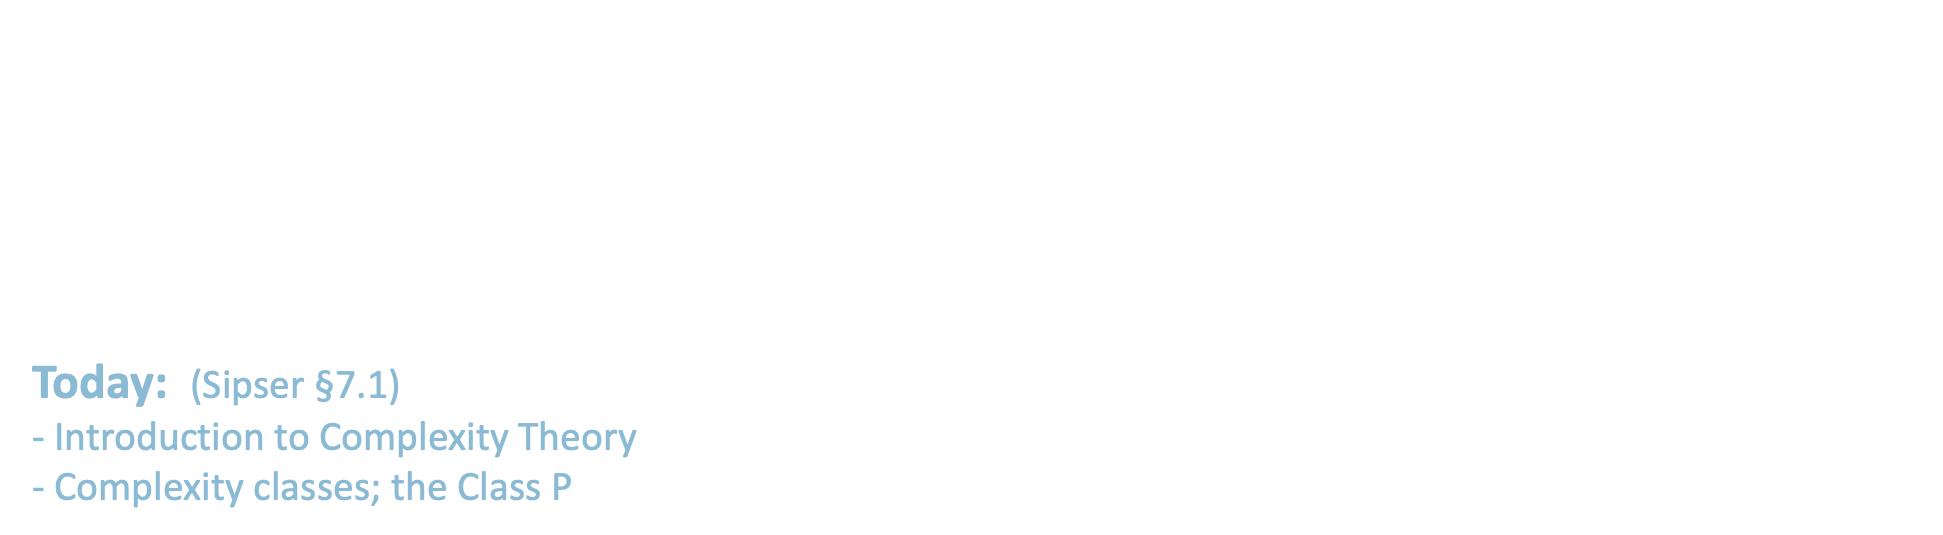 Today: (Sipser §7.1)
- Introduction to Complexity Theory
- Complexity classes; the Class P